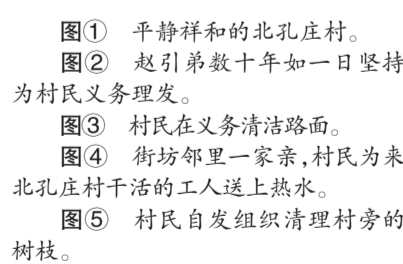 图① 平静祥和的北孔庄村。
图② 赵引弟数十年如一日坚持
为村民义务理发。
图③ 村民在义务清洁路面。
图④ 街坊邻里一家亲,村民为来
北孔庄村干活的工人送上热水。
图⑤ 村民自发组织清理村旁的
树枝。